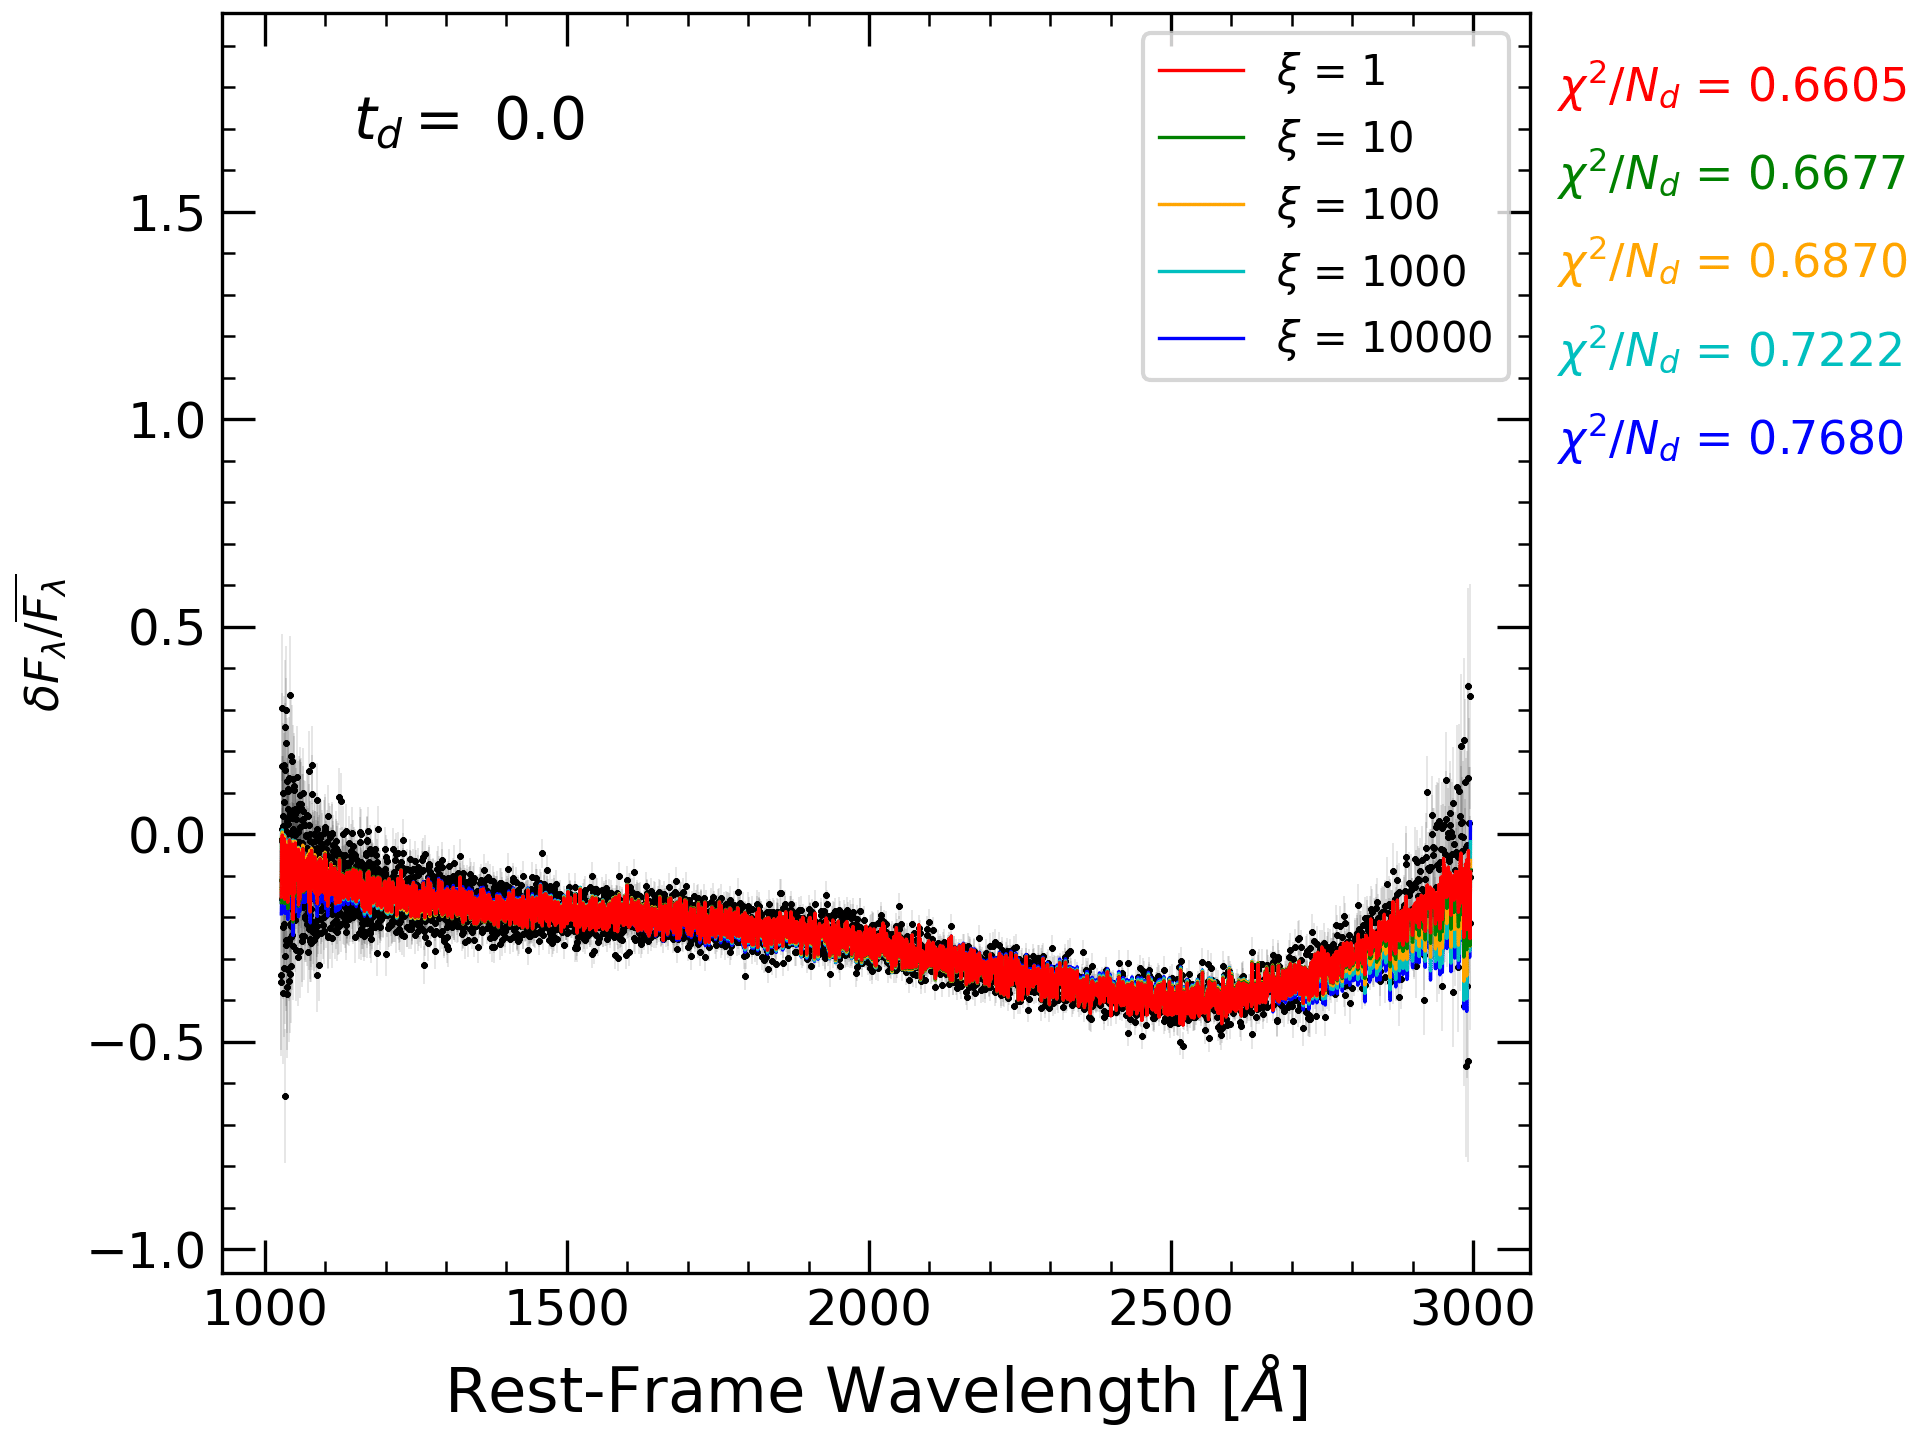 t_d = 0.0
ξ = 1
ξ = 10
ξ = 100
ξ = 1000
ξ = 10000
χ²/N_d = 0.6605
χ²/N_d = 0.6677
χ²/N_d = 0.6870
χ²/N_d = 0.7222
χ²/N_d = 0.7680
1.5
1.0
0.5
0.0
−0.5
−1.0
δF_λ/F̅_λ
1000 1500 2000 2500 3000
Rest-Frame Wavelength [Å]